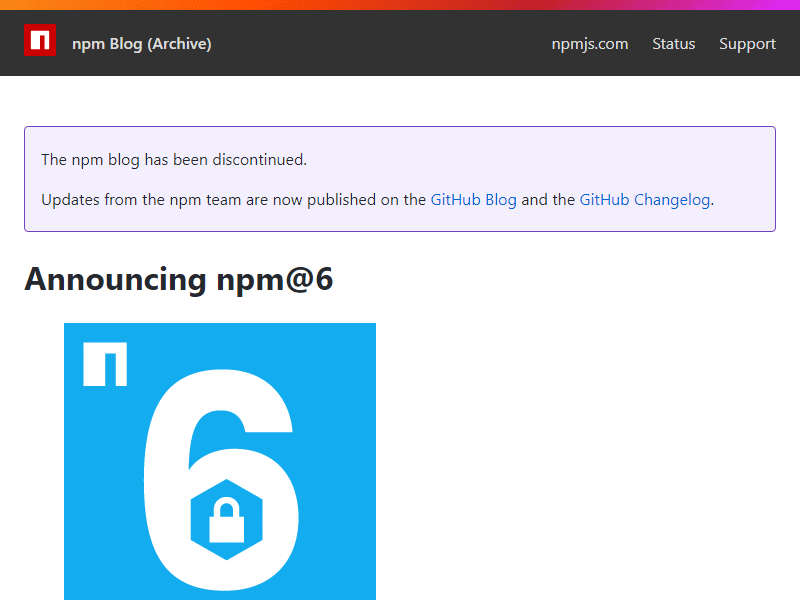 npm Blog (Archive)
npmjs.com Status Support
The npm blog has been discontinued.
Updates from the npm team are now published on the GitHub Blog and the GitHub Changelog.
Announcing npm@6
6